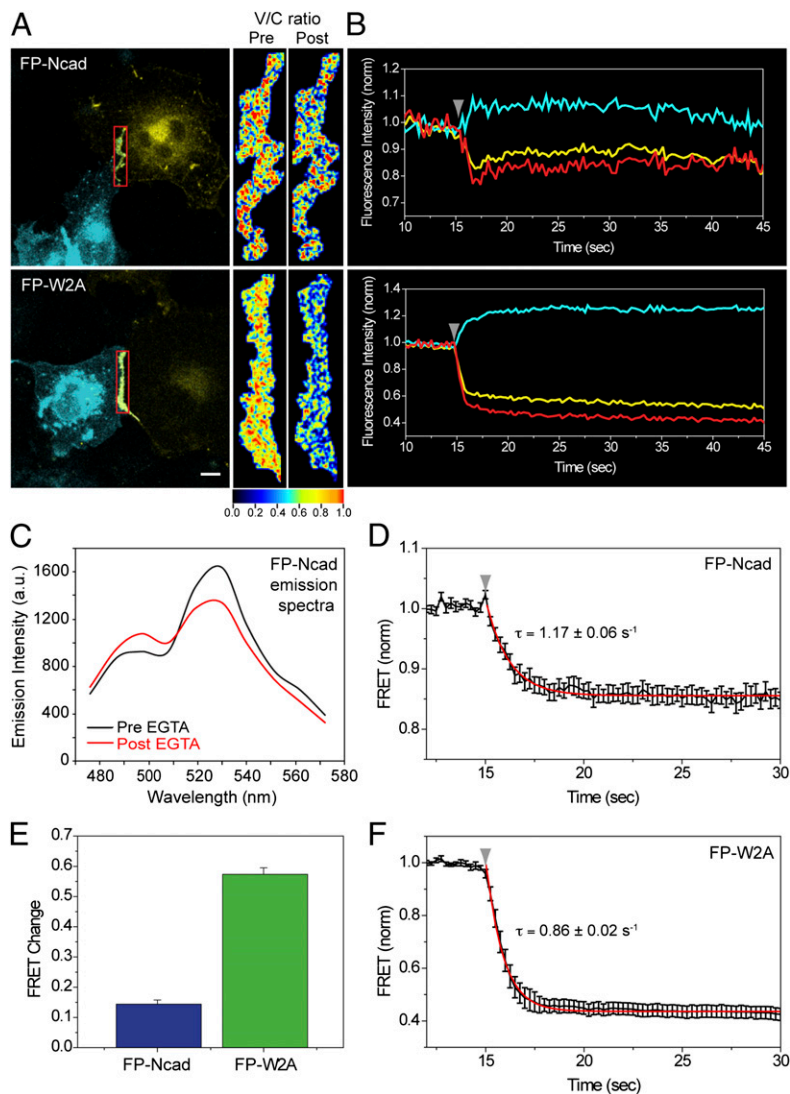 A
V/C ratio
Pre Post
FP-Ncad
FP-W2A
0.0 0.2 0.4 0.6 0.8 1.0
B
Fluorescence Intensity (norm)
1.2
1.1
1.0
0.9
0.8
0.7
10 15 20 25 30 35 40 45
Time (sec)
Fluorescence Intensity (norm)
1.4
1.2
1.0
0.8
0.6
0.4
10 15 20 25 30 35 40 45
Time (sec)
C
Emission Intensity (a.u.)
1600
1200
800
400
0
FP-Ncad
emission
spectra
Pre EGTA
Post EGTA
480 500 520 540 560 580
Wavelength (nm)
D
FRET (norm)
1.1
1.0
0.9
0.8
FP-Ncad
τ = 1.17 ± 0.06 s⁻¹
15 20 25 30
Time (sec)
E
FRET Change
0.7
0.6
0.5
0.4
0.3
0.2
0.1
0.0
FP-Ncad FP-W2A
F
FRET (norm)
1.0
0.8
0.6
0.4
FP-W2A
τ = 0.86 ± 0.02 s⁻¹
15 20 25 30
Time (sec)